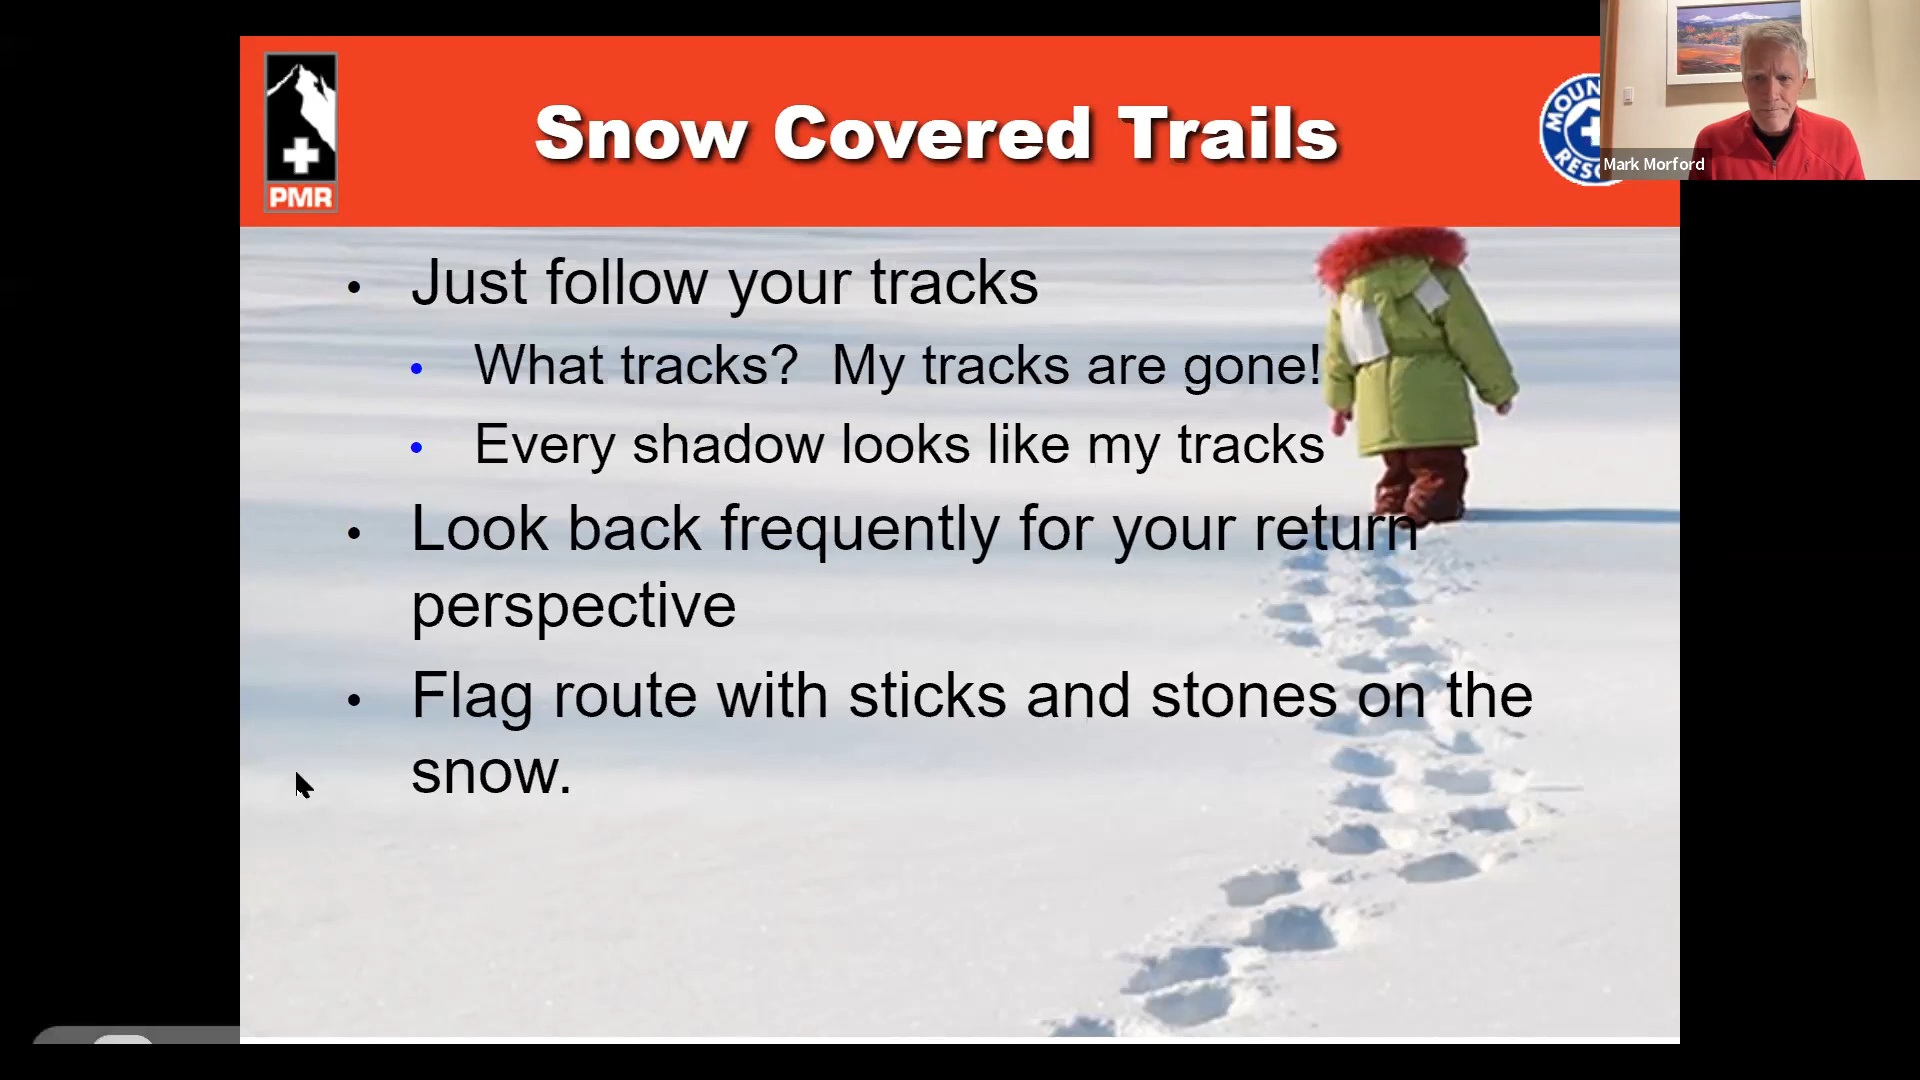 Snow Covered Trails
PMR
MOUN
RESC
Mark Morford
• Just follow your tracks
• What tracks?  My tracks are gone!
• Every shadow looks like my tracks
• Look back frequently for your return
perspective
• Flag route with sticks and stones on the
snow.